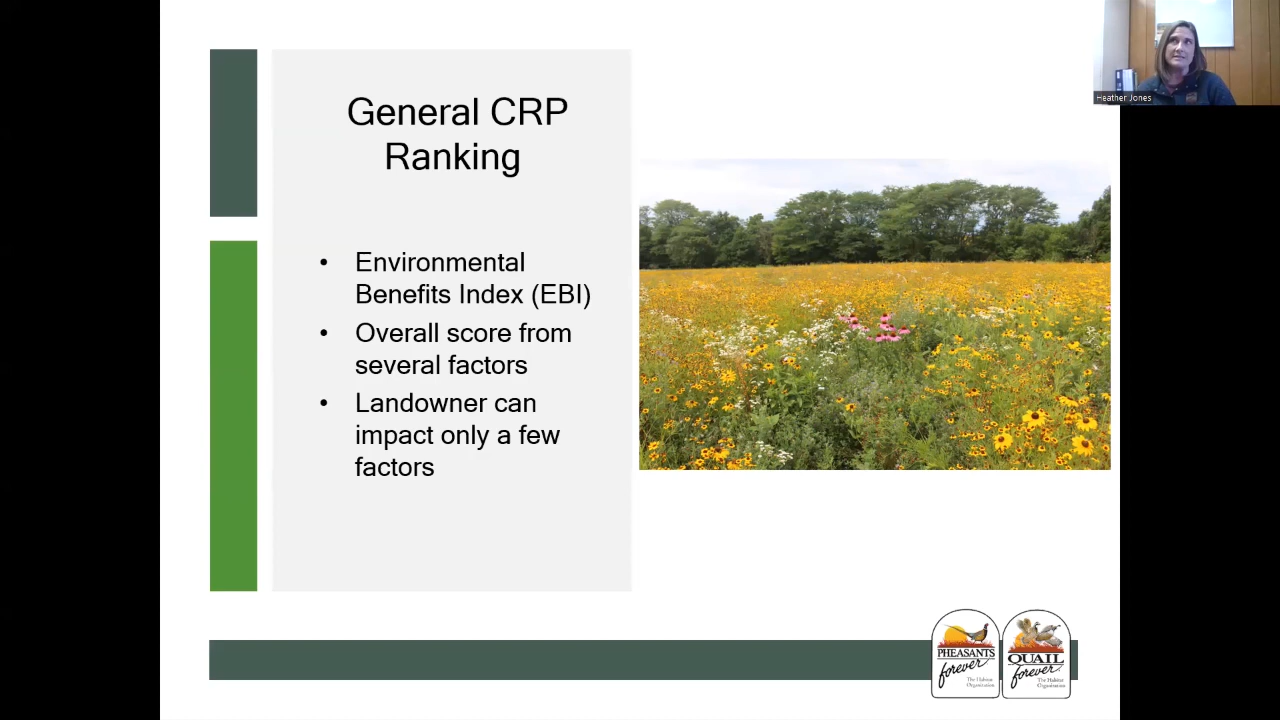 General CRP
Ranking
Heather Jones
• Environmental
Benefits Index (EBI)
• Overall score from
several factors
• Landowner can
impact only a few
factors
PHEASANTS
forever
The Habitat
Organization
QUAIL
forever
The Habitat
Organization